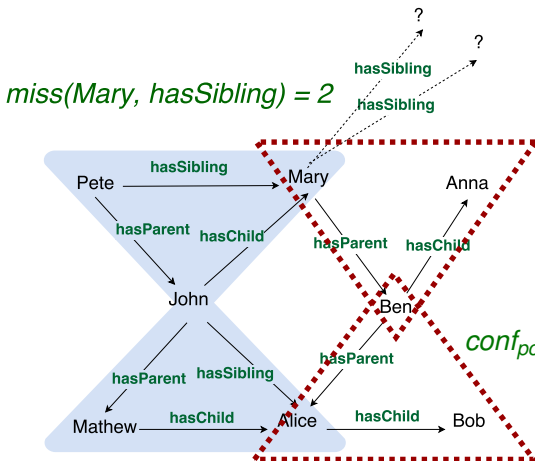 ?
?
hasSibling
miss(Mary, hasSibling) = 2
hasSibling
hasSibling
Pete
Mary
Anna
hasParent
hasChild
hasParent
hasChild
John
Ben
conf
hasParent
hasParent
hasSibling
Mathew
hasChild
Alice
hasChild
Bob